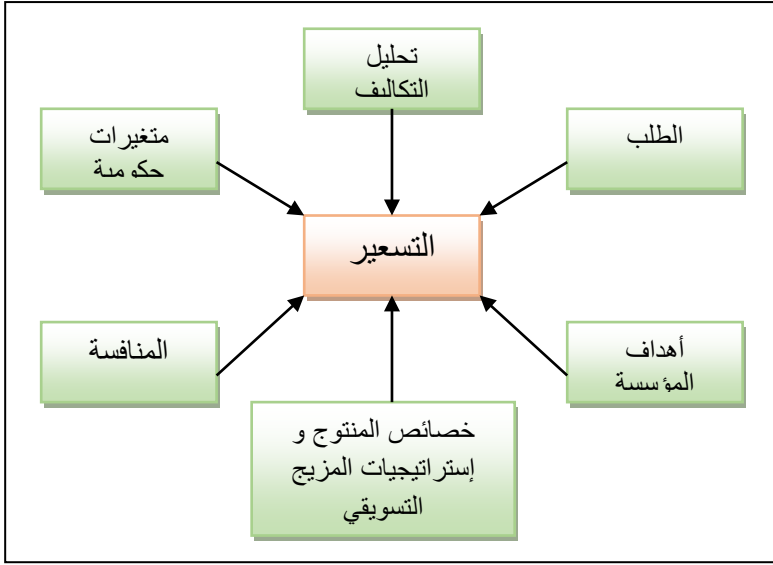 تحليل
التكاليف
الطلب
متغيرات
حكومية
التسعير
أهداف
المؤسسة
المنافسة
خصائص المنتوج و
إستراتيجيات المزيج
التسويقي